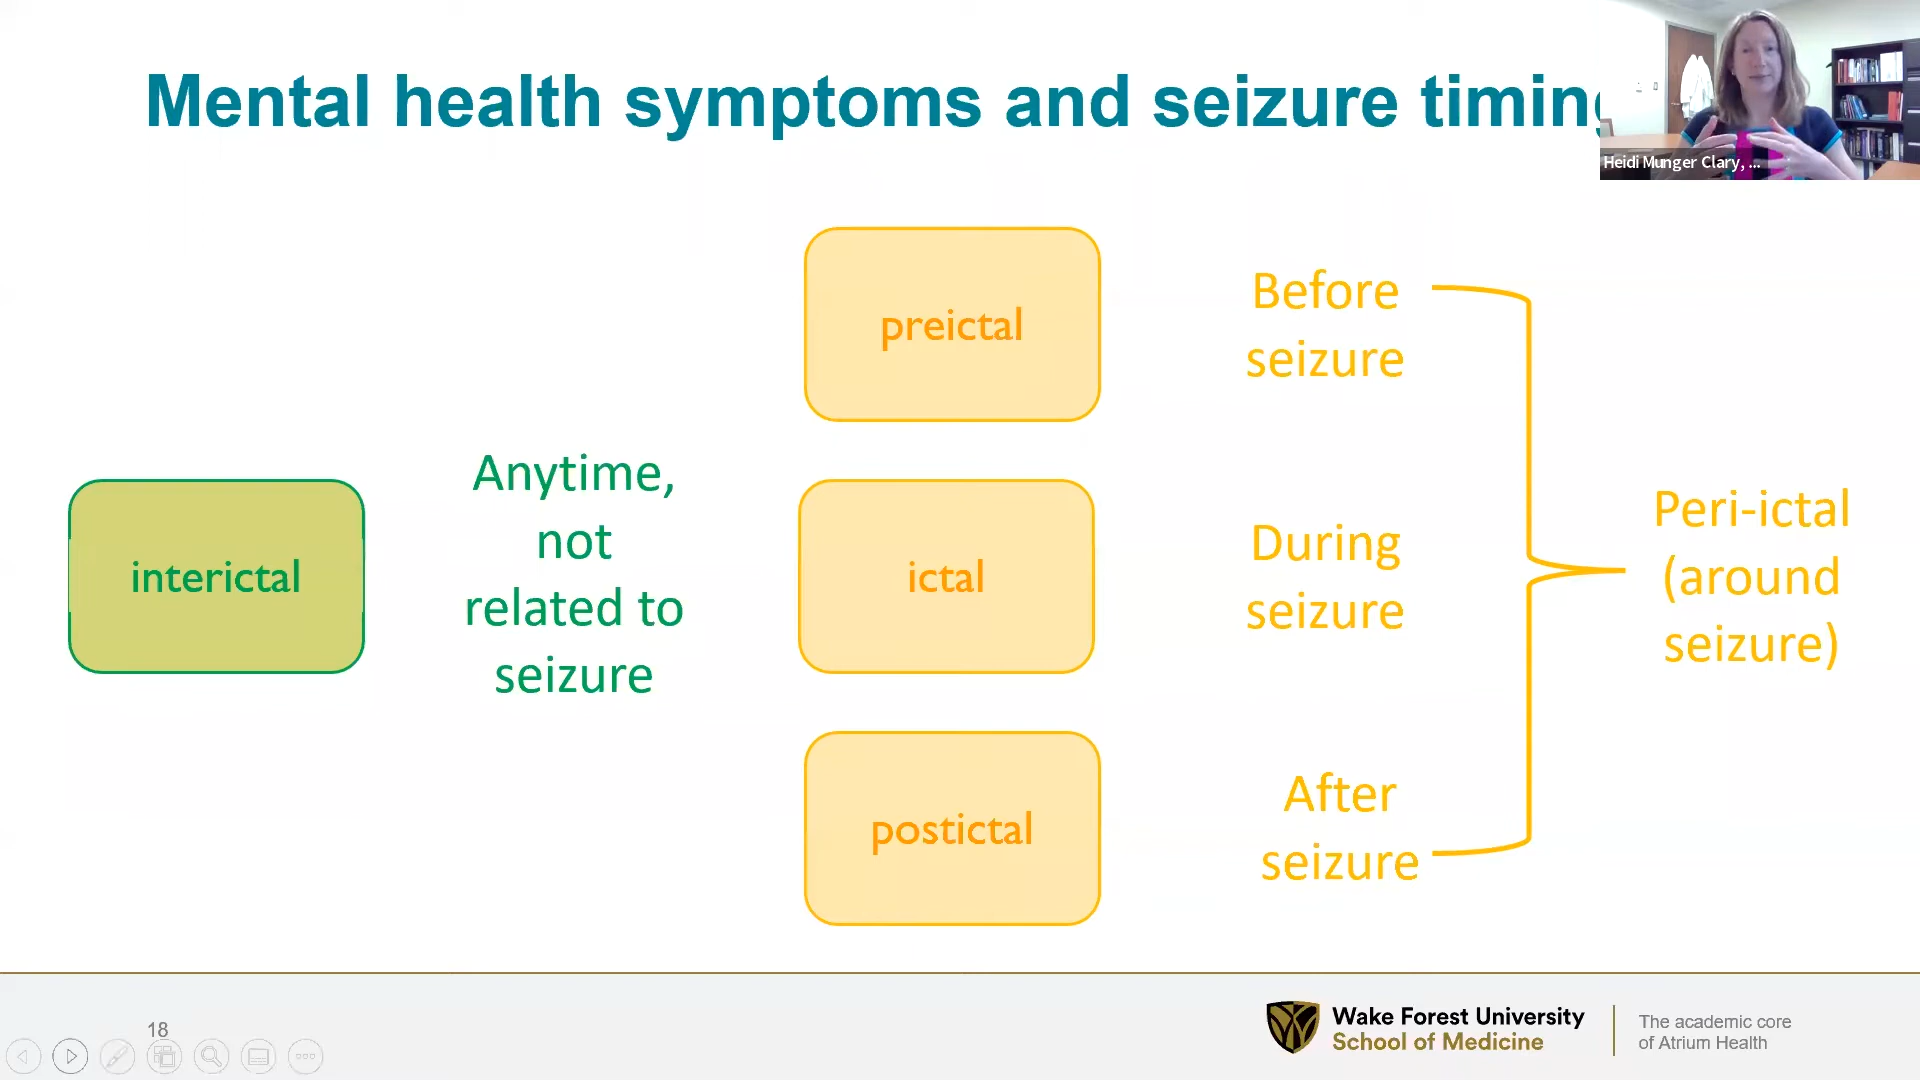 Mental health symptoms and seizure timing
Heidi Munger Clary, ...
preictal
Before
seizure
interictal
Anytime,
not
related to
seizure
ictal
During
seizure
Peri-ictal
(around
seizure)
postictal
After
seizure
18
Wake Forest University
School of Medicine
The academic core
of Atrium Health